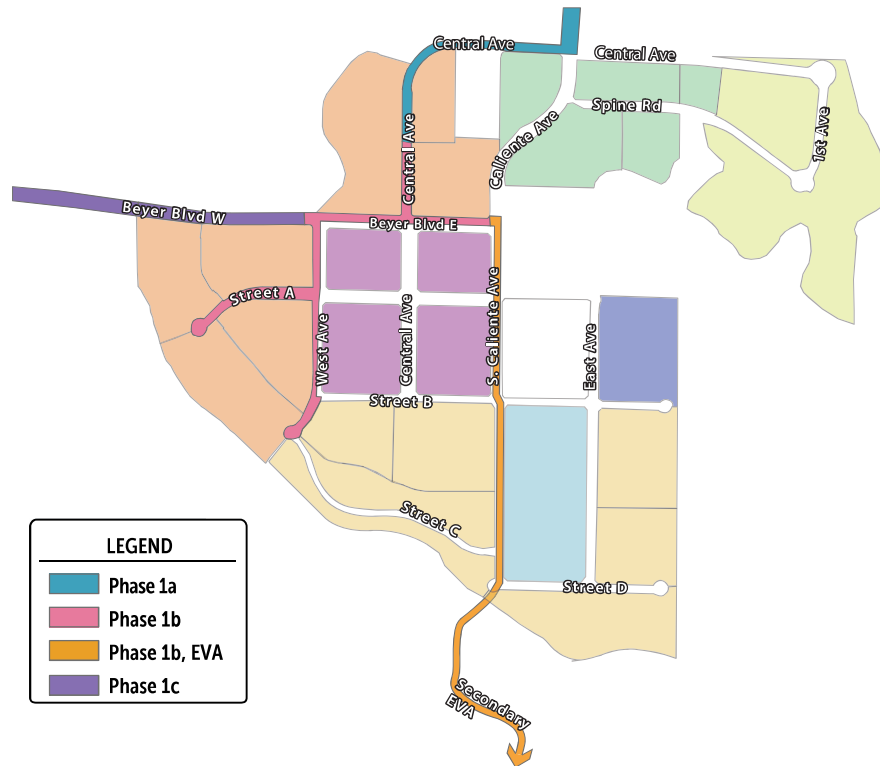 Central Ave
Central Ave
Spine Rd
1st Ave
Caliente Ave
Central Ave
Beyer Blvd W
Beyer Blvd E
Street A
West Ave
Central Ave
S. Caliente Ave
East Ave
Street B
Street C
Street D
Secondary
EVA
LEGEND
Phase 1a
Phase 1b
Phase 1b, EVA
Phase 1c